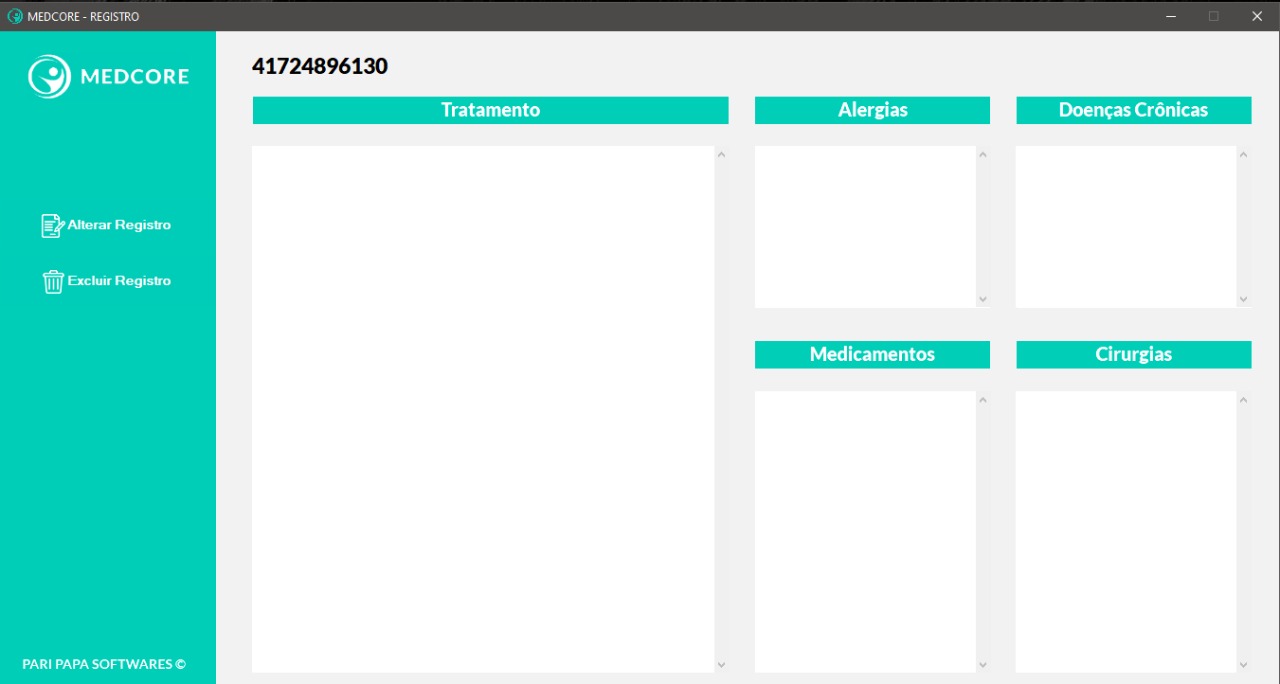 MEDCORE - REGISTRO
MEDCORE
41724896130
Tratamento
Alergias
Doenças Crônicas
Alterar Registro
Excluir Registro
Medicamentos
Cirurgias
PARI PAPA SOFTWARES ©